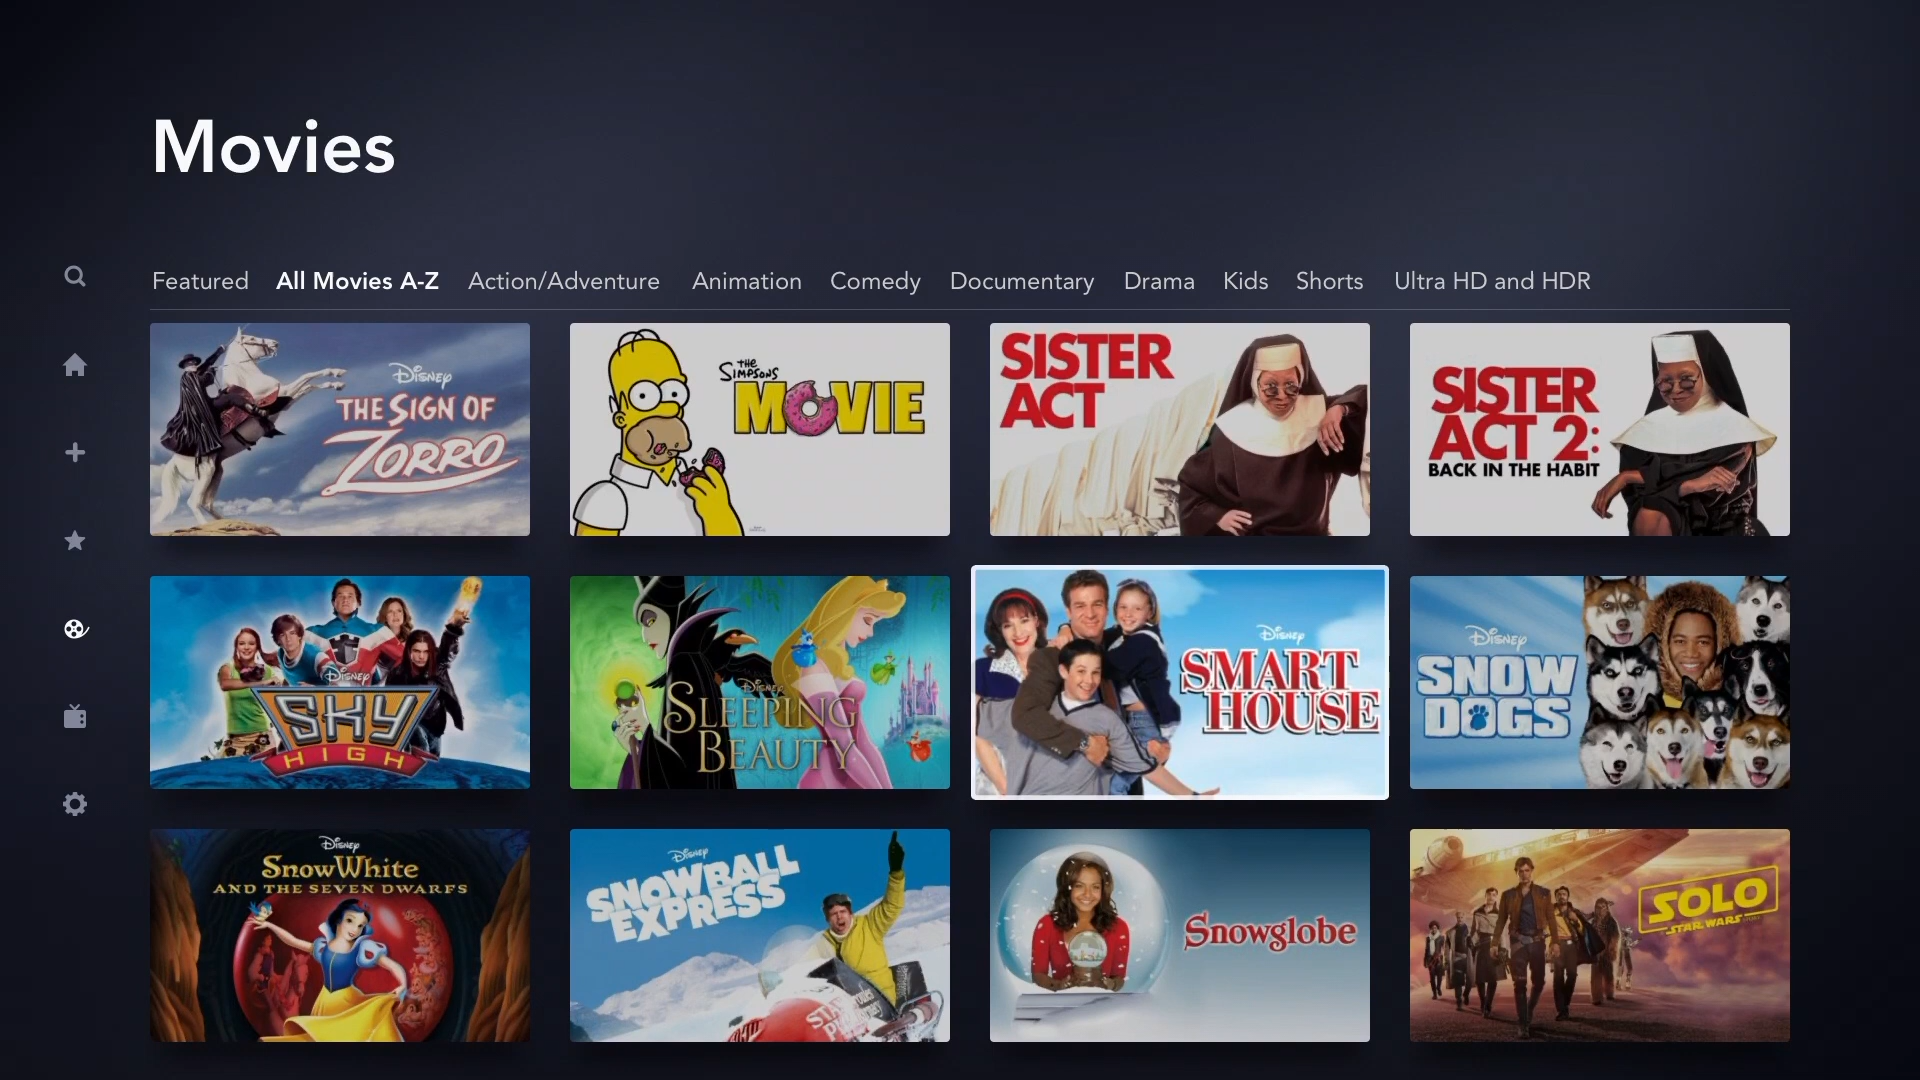 Movies
Featured All Movies A-Z Action/Adventure Animation Comedy Documentary Drama Kids Shorts Ultra HD and HDR
Disney
THE SIGN OF
ZORRO
THE
SIMPSONS
MOVIE
SISTER
ACT
SISTER
ACT 2:
BACK IN THE HABIT
Disney
SKY
HIGH
Disney
SLEEPING
BEAUTY
Disney
SMART
HOUSE
Disney
SNOW
DOGS
Disney
SNOW WHITE
AND THE SEVEN DWARFS
Disney
SNOWBALL
EXPRESS
Snowglobe
SOLO
STAR WARS